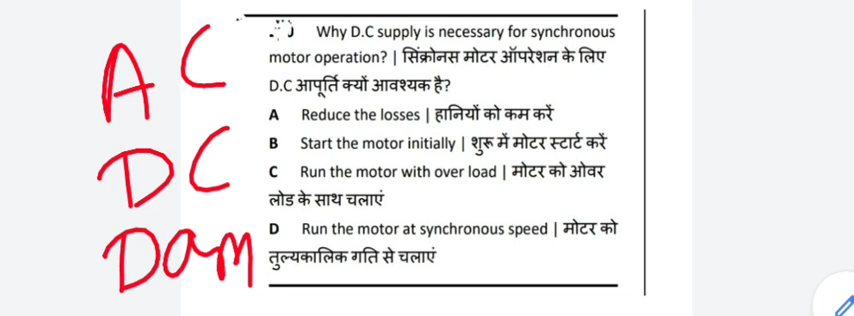 A C
D C
Dam
Why D.C supply is necessary for synchronous
motor operation? | सिंक्रोनस मोटर ऑपरेशन के लिए
D.C आपूर्ति क्यों आवश्यक है?
A Reduce the losses | हानियों को कम करें
B Start the motor initially | शुरू में मोटर स्टार्ट करें
C Run the motor with over load | मोटर को ओवर
लोड के साथ चलाएं
D Run the motor at synchronous speed | मोटर को
तुल्यकालिक गति से चलाएं